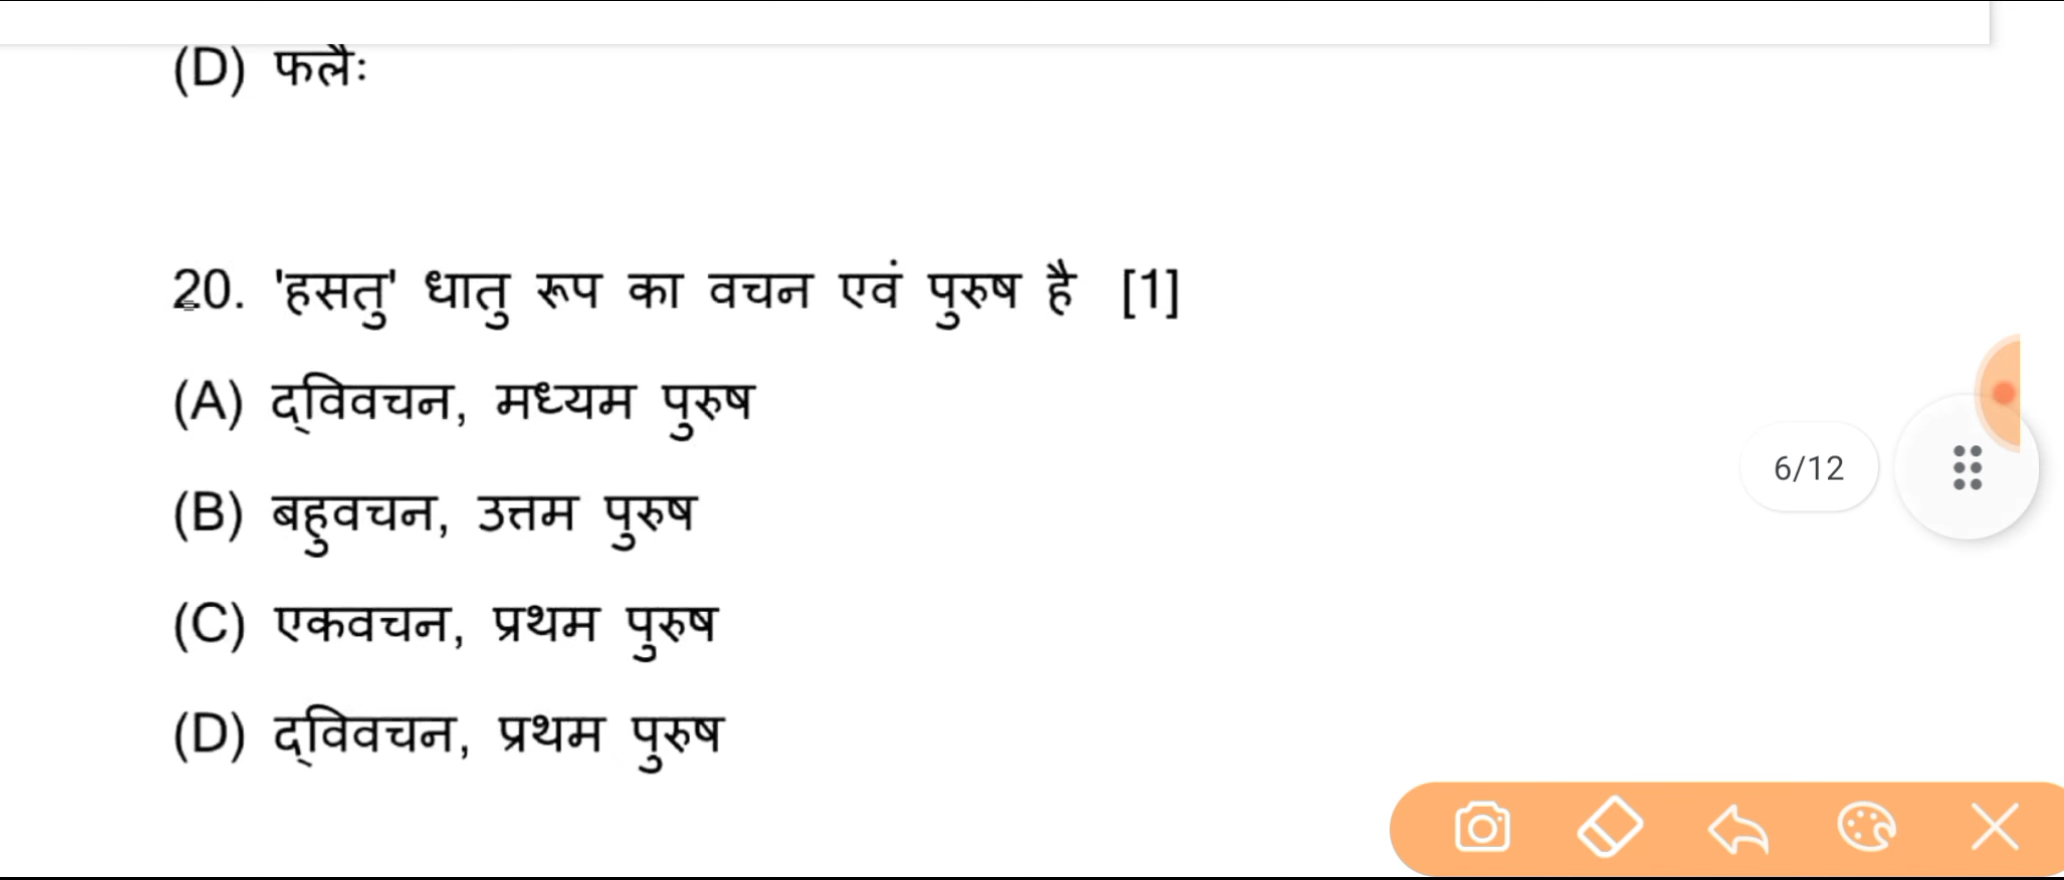 (D) फलैः
20. 'हसतु' धातु रूप का वचन एवं पुरुष है [1]
(A) द्विवचन, मध्यम पुरुष
(B) बहुवचन, उत्तम पुरुष
6/12
(C) एकवचन, प्रथम पुरुष
(D) द्विवचन, प्रथम पुरुष